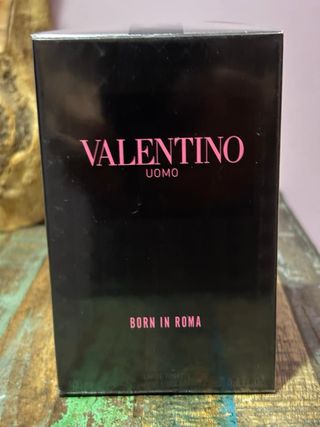 VALENTINO
UOMO
BORN IN ROMA